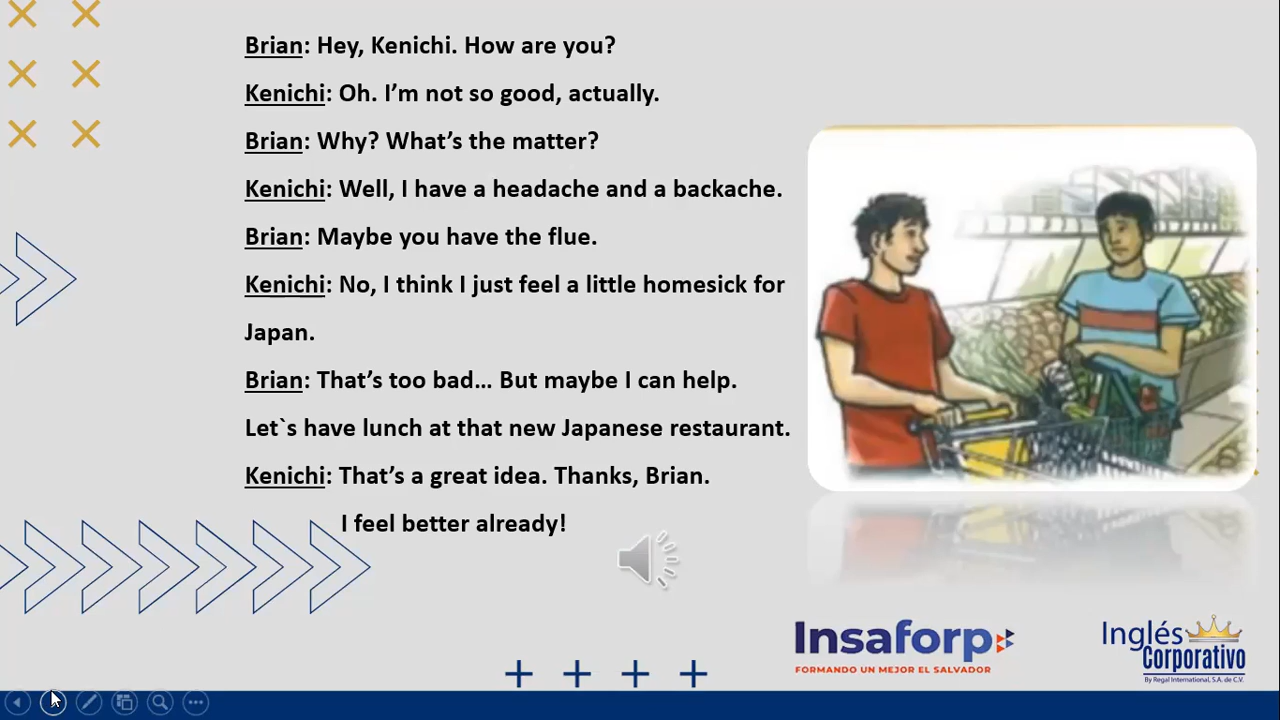 Brian: Hey, Kenichi. How are you?
Kenichi: Oh. I’m not so good, actually.
Brian: Why? What’s the matter?
Kenichi: Well, I have a headache and a backache.
Brian: Maybe you have the flue.
Kenichi: No, I think I just feel a little homesick for
Japan.
Brian: That’s too bad… But maybe I can help.
Let`s have lunch at that new Japanese restaurant.
Kenichi: That’s a great idea. Thanks, Brian.
I feel better already!
Insaforp
FORMANDO UN MEJOR EL SALVADOR
Inglés
Corporativo
By Regal International, S.A. de C.V.